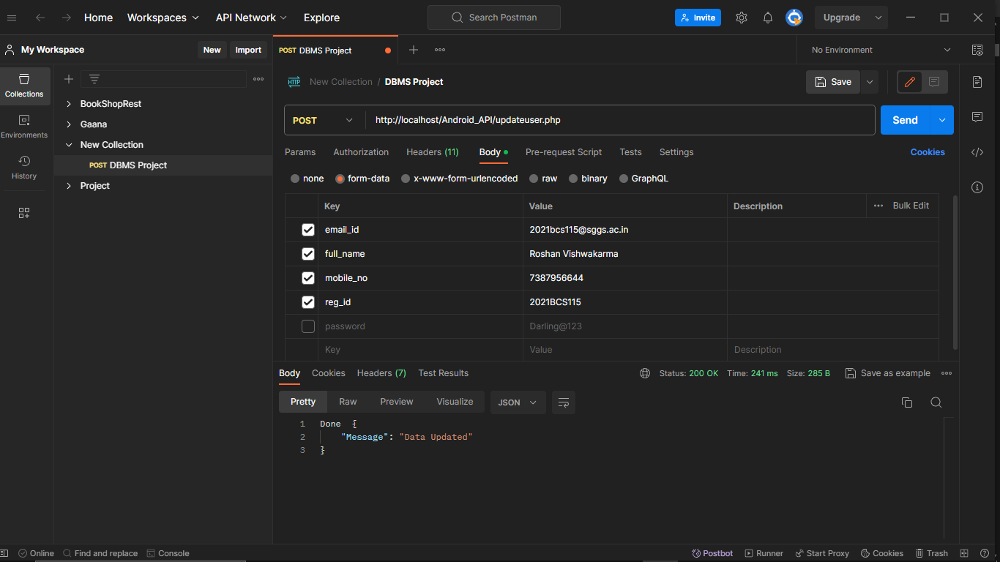 Home Workspaces API Network Explore Search Postman Invite Upgrade
My Workspace New Import POST DBMS Project No Environment
Collections
Environments
History
BookShopRest
Gaana
New Collection
POST DBMS Project
Project
HTTP New Collection / DBMS Project Save
POST http://localhost/Android_API/updateuser.php Send
Params Authorization Headers (11) Body Pre-request Script Tests Settings Cookies
none form-data x-www-form-urlencoded raw binary GraphQL
Key Value Description Bulk Edit
email_id 2021bcs115@sggs.ac.in
full_name Roshan Vishwakarma
mobile_no 7387956644
reg_id 2021BCS115
password Darling@123
Key Value Description
Body Cookies Headers (7) Test Results Status: 200 OK Time: 241 ms Size: 285 B Save as example
Pretty Raw Preview Visualize JSON
1 Done {
2 "Message": "Data Updated"
3 }
Online Find and replace Console Postbot Runner Start Proxy Cookies Trash